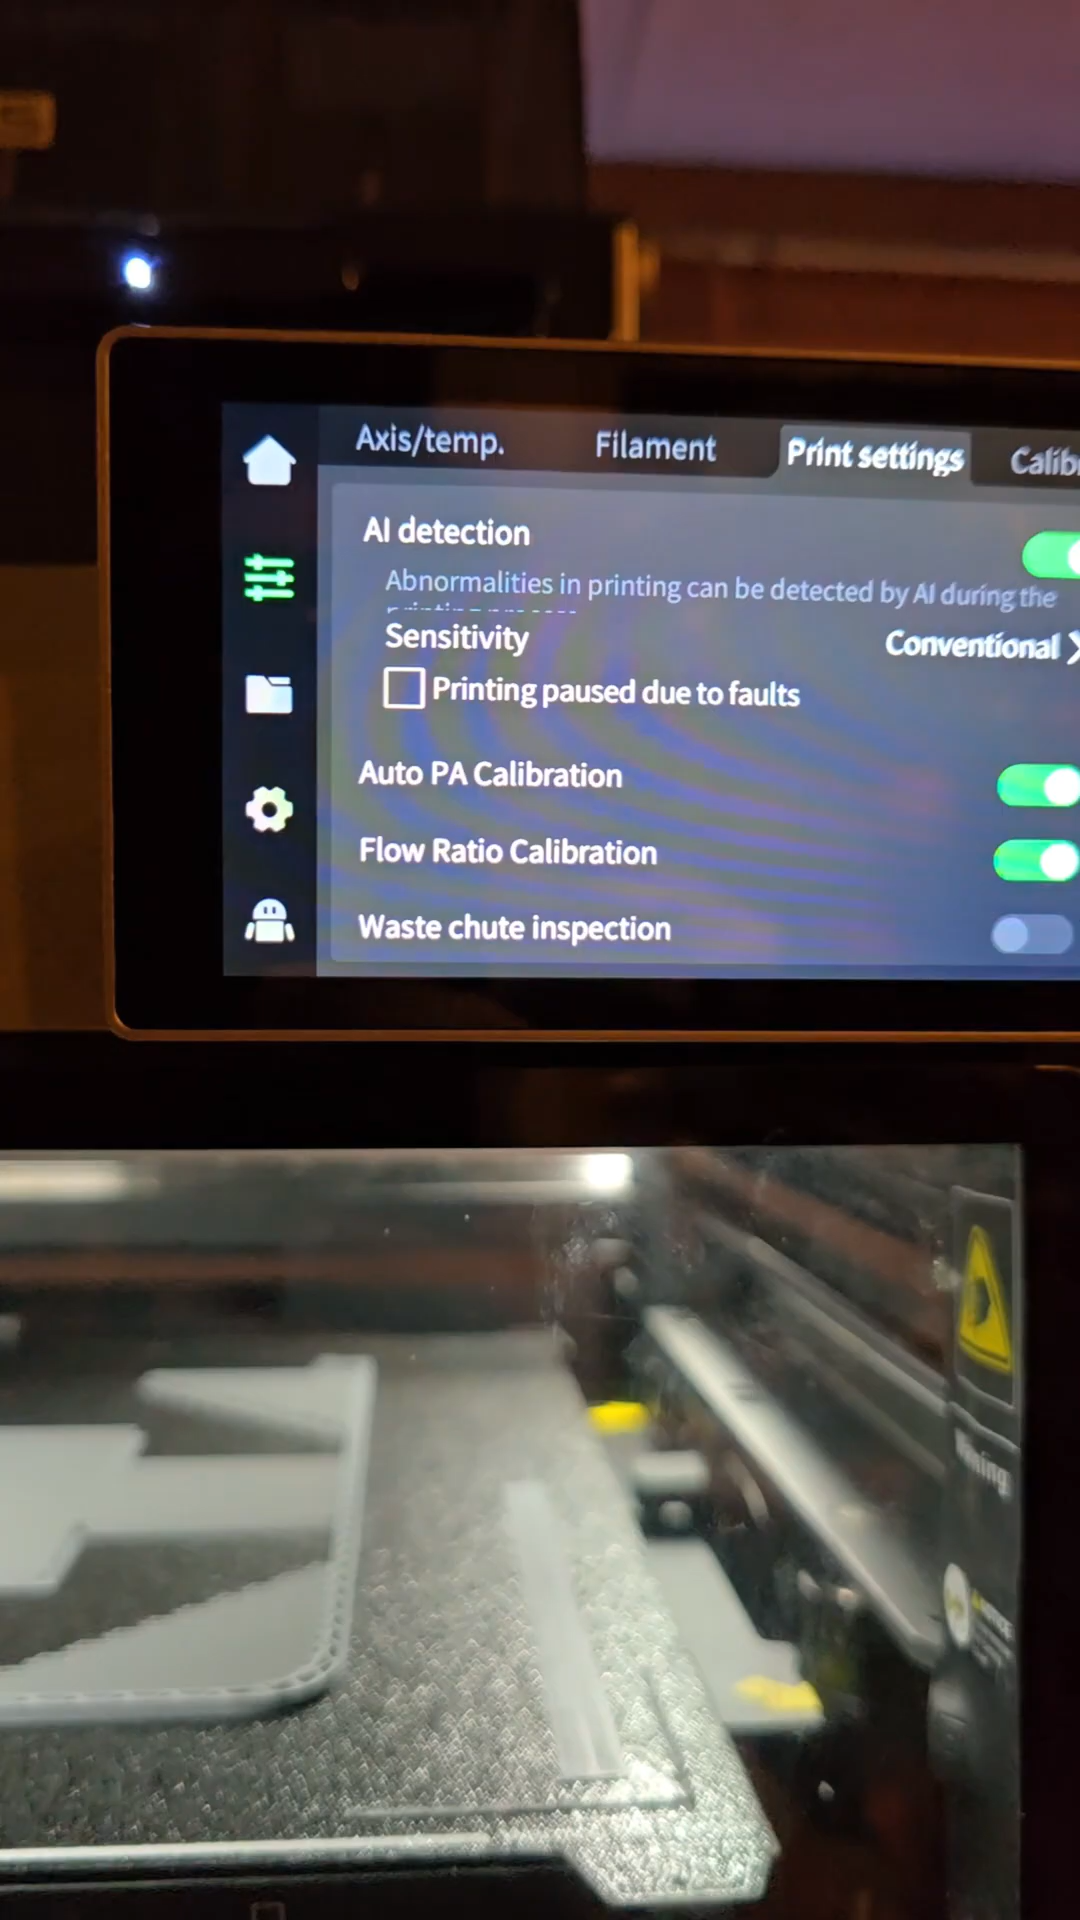 Axis/temp.
Filament
Print settings
AI detection
Abnormalities in printing can be detected by AI during the
Sensitivity
Conventional
Printing paused due to faults
Auto PA Calibration
Flow Ratio Calibration
Waste chute inspection